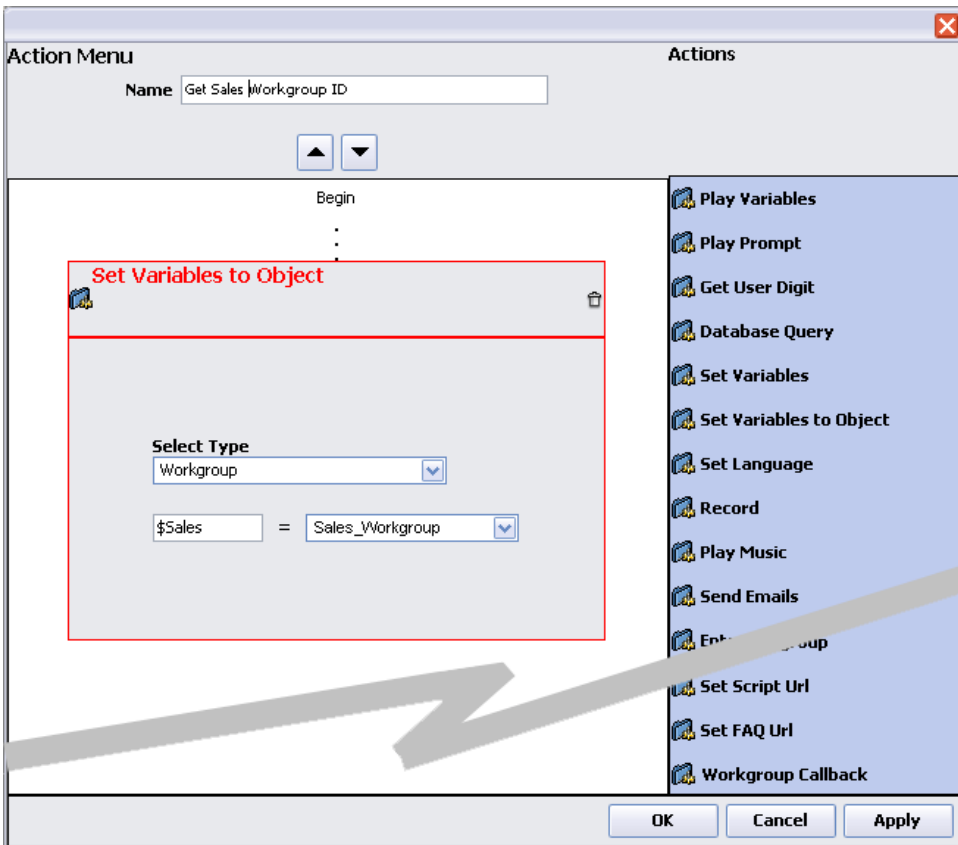 Action Menu
Actions
Name Get Sales Workgroup ID
Begin
Set Variables to Object
Select Type
Workgroup
$Sales = Sales_Workgroup
Play Variables
Play Prompt
Get User Digit
Database Query
Set Variables
Set Variables to Object
Set Language
Record
Play Music
Send Emails
Set Script Url
Set FAQ Url
Workgroup Callback
OK Cancel Apply